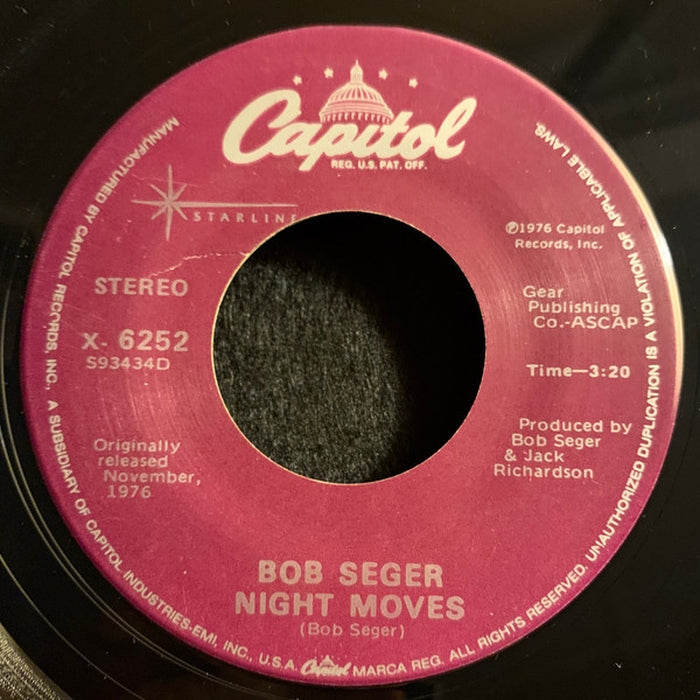 Capitol
REG. U.S. PAT. OFF.
STARLINE
STEREO
X- 6252
S93434D
Originally
released
November,
1976
℗1976 Capitol
Records, Inc.
Gear
Publishing
Co.-ASCAP
Time—3:20
Produced by
Bob Seger
& Jack
Richardson
BOB SEGER
NIGHT MOVES
(Bob Seger)
MANUFACTURED BY CAPITOL RECORDS, INC., A SUBSIDIARY OF CAPITOL INDUSTRIES-EMI, INC., U.S.A. Capitol MARCA REG. ALL RIGHTS RESERVED. UNAUTHORIZED DUPLICATION IS A VIOLATION OF APPLICABLE LAWS.